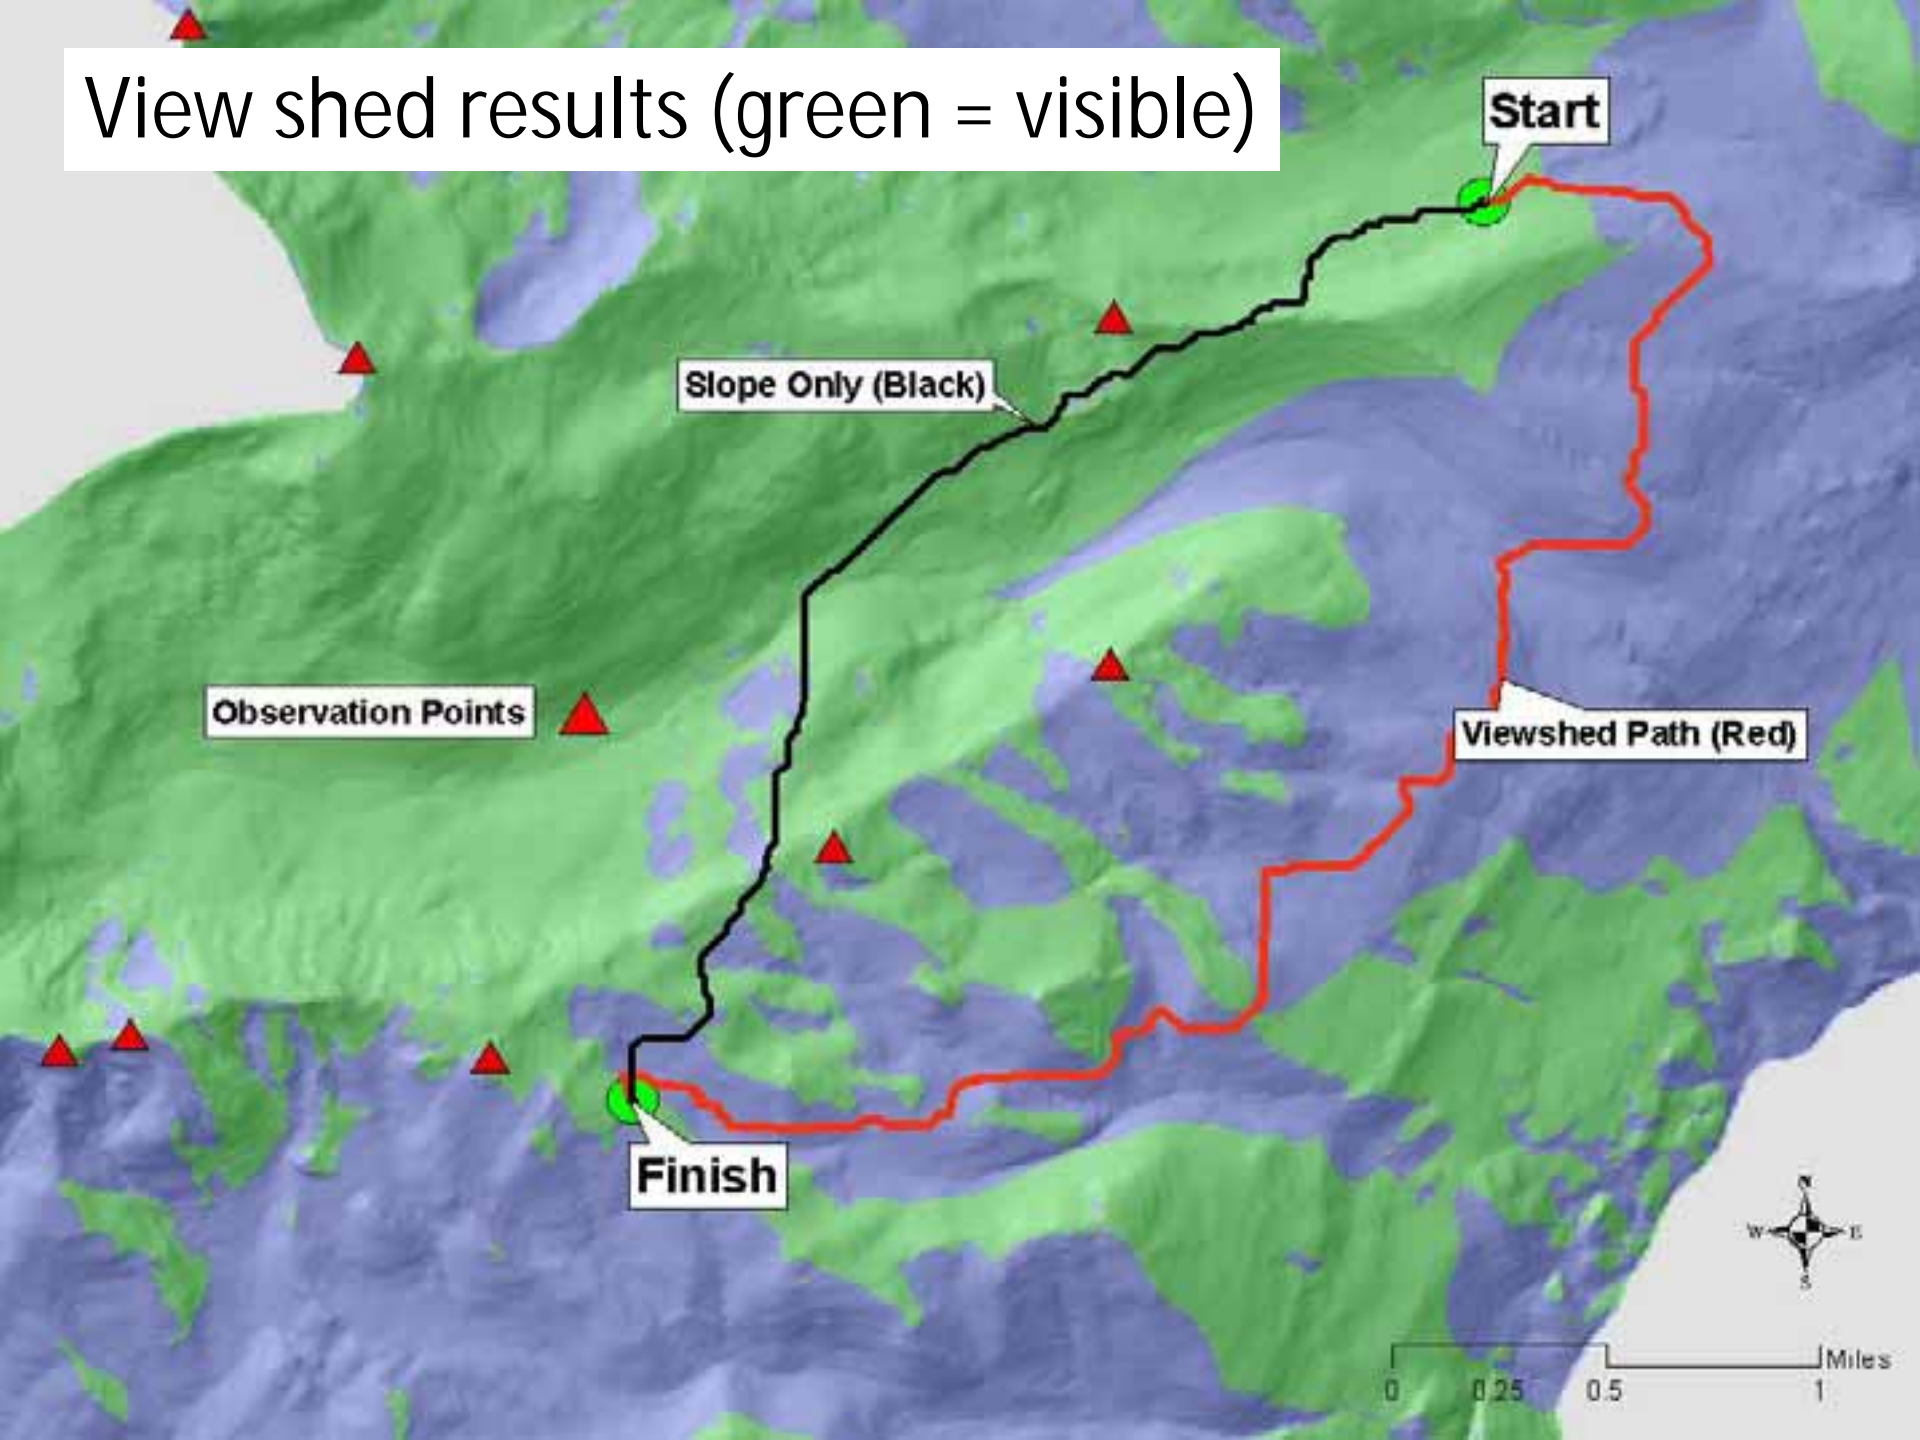 View shed results (green = visible)
Start
Slope Only (Black)
Observation Points
Viewshed Path (Red)
Finish
N
W E
S
Miles
0 0.25 0.5 1